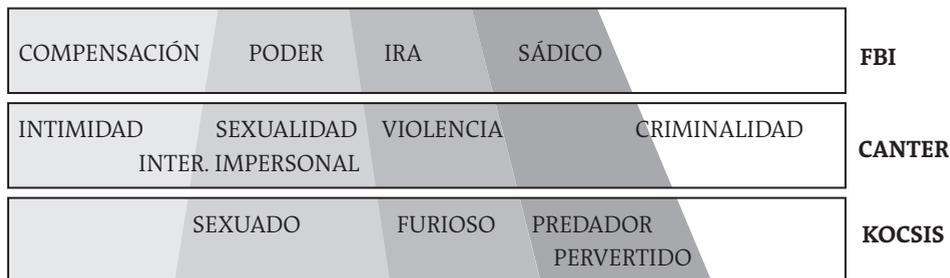 COMPENSACIÓN PODER IRA SÁDICO FBI
INTIMIDAD SEXUALIDAD VIOLENCIA CRIMINALIDAD
INTER. IMPERSONAL CANTER
SEXUADO FURIOSO PREDADOR KOCSIS
PERVERTIDO